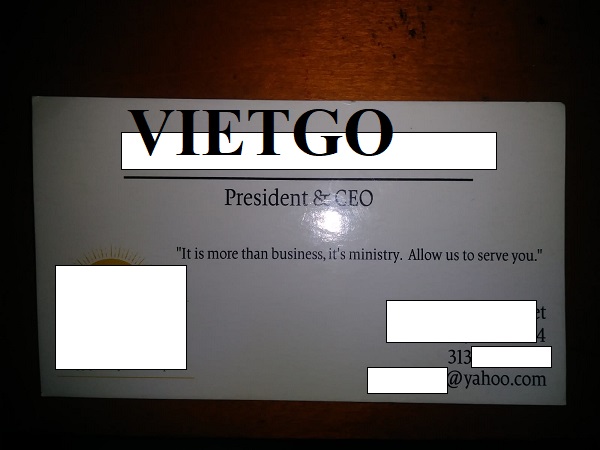 VIETGO
President & CEO
"It is more than business, it's ministry.  Allow us to serve you."
et
4
313
@yahoo.com